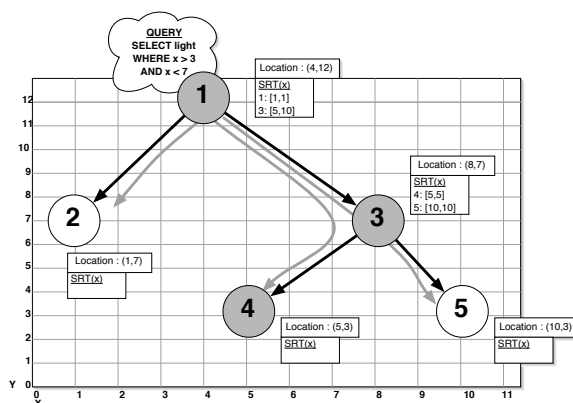 QUERY
SELECT light
WHERE x > 3
AND x < 7
Location : (4,12)
SRT(x)
1: [1,1]
3: [5,10]
1
Location : (8,7)
SRT(x)
4: [5,5]
5: [10,10]
2
3
Location : (1,7)
SRT(x)
4
5
Location : (5,3)
SRT(x)
Location : (10,3)
SRT(x)
12
11
10
9
8
7
6
5
4
3
2
1
Y 0
0 1 2 3 4 5 6 7 8 9 10 11
X